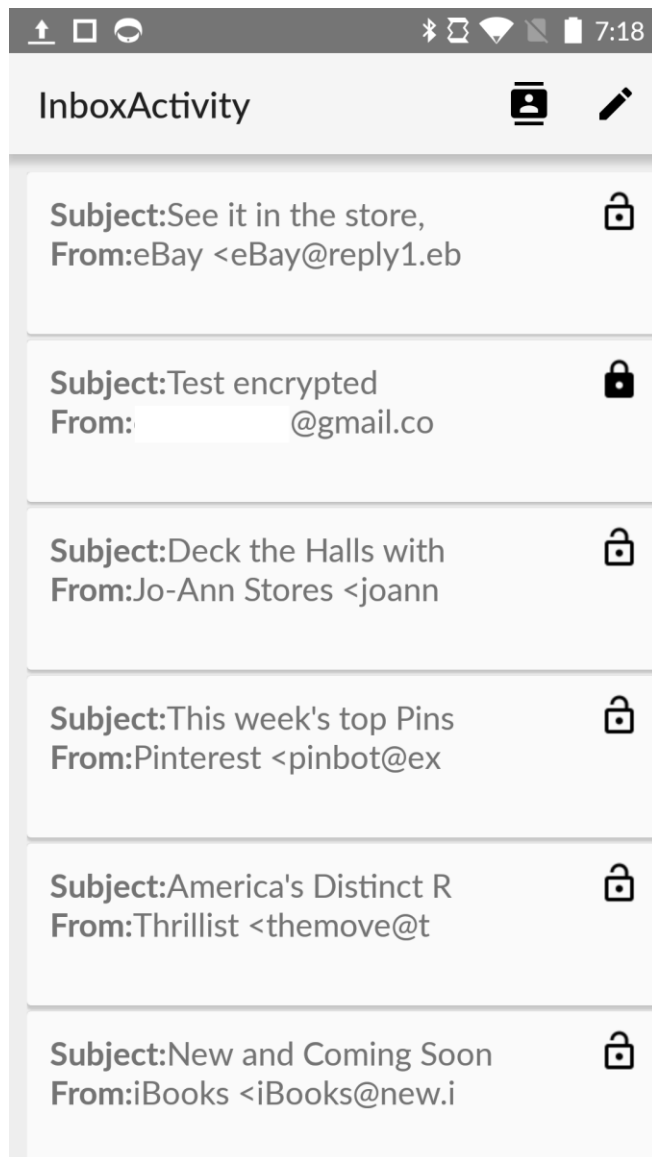 7:18
InboxActivity
Subject:See it in the store,
From:eBay <eBay@reply1.eb
Subject:Test encrypted
From: @gmail.co
Subject:Deck the Halls with
From:Jo-Ann Stores <joann
Subject:This week's top Pins
From:Pinterest <pinbot@ex
Subject:America's Distinct R
From:Thrillist <themove@t
Subject:New and Coming Soon
From:iBooks <iBooks@new.i